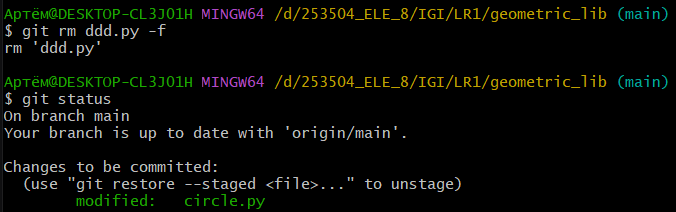 Артём@DESKTOP-CL3JO1H MINGW64 /d/253504_ELE_8/IGI/LR1/geometric_lib (main)
$ git rm ddd.py -f
rm 'ddd.py'
Артём@DESKTOP-CL3JO1H MINGW64 /d/253504_ELE_8/IGI/LR1/geometric_lib (main)
$ git status
On branch main
Your branch is up to date with 'origin/main'.
Changes to be committed:
(use "git restore --staged <file>..." to unstage)
modified: circle.py